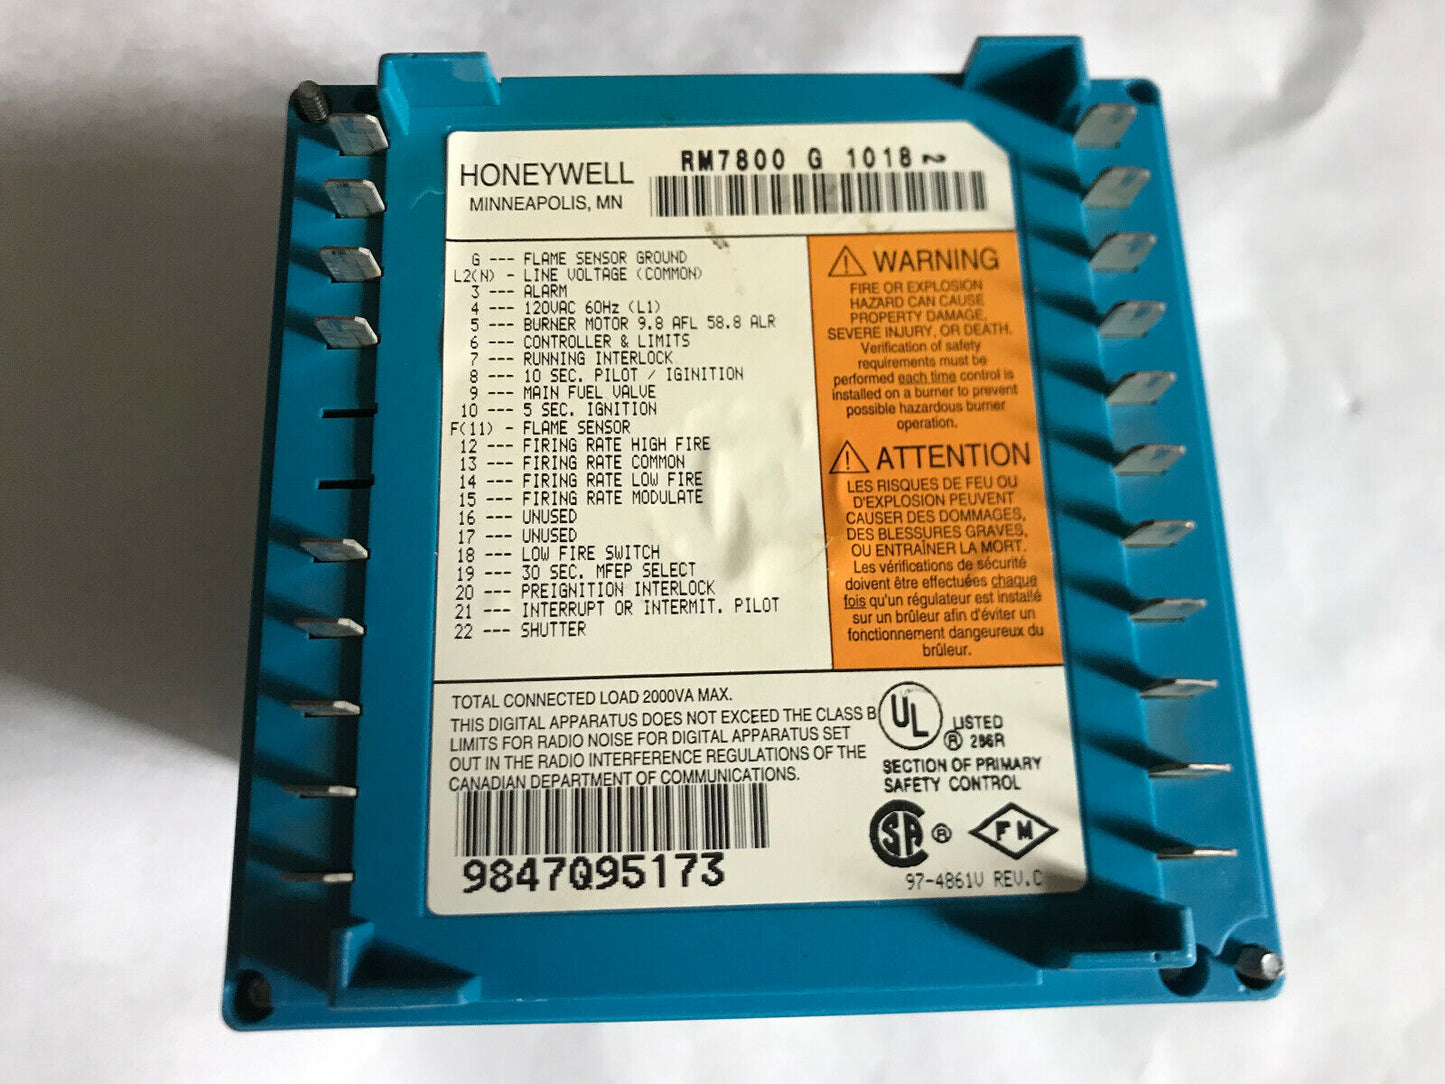 HONEYWELL
MINNEAPOLIS, MN
RM7800 G 1018 ~
G --- FLAME SENSOR GROUND
L2(N) - LINE VOLTAGE (COMMON)
3 --- ALARM
4 --- 120VAC 60Hz (L1)
5 --- BURNER MOTOR 9.8 AFL 58.8 ALR
6 --- CONTROLLER & LIMITS
7 --- RUNNING INTERLOCK
8 --- 10 SEC. PILOT / IGINITION
9 --- MAIN FUEL VALVE
10 --- 5 SEC. IGNITION
F(11) - FLAME SENSOR
12 --- FIRING RATE HIGH FIRE
13 --- FIRING RATE COMMON
14 --- FIRING RATE LOW FIRE
15 --- FIRING RATE MODULATE
16 --- UNUSED
17 --- UNUSED
18 --- LOW FIRE SWITCH
19 --- 30 SEC. MFEP SELECT
20 --- PREIGNITION INTERLOCK
21 --- INTERRUPT OR INTERMIT. PILOT
22 --- SHUTTER
WARNING
FIRE OR EXPLOSION
HAZARD CAN CAUSE
PROPERTY DAMAGE,
SEVERE INJURY, OR DEATH.
Verification of safety
requirements must be
performed each time control is
installed on a burner to prevent
possible hazardous burner
operation.
ATTENTION
LES RISQUES DE FEU OU
D'EXPLOSION PEUVENT
CAUSER DES DOMMAGES,
DES BLESSURES GRAVES,
OU ENTRAÎNER LA MORT.
Les vérifications de sécurité
doivent être effectuées chaque
fois qu'un régulateur est installé
sur un brûleur afin d'éviter un
fonctionnement dangeureux du
brûleur.
TOTAL CONNECTED LOAD 2000VA MAX.
THIS DIGITAL APPARATUS DOES NOT EXCEED THE CLASS B
LIMITS FOR RADIO NOISE FOR DIGITAL APPARATUS SET
OUT IN THE RADIO INTERFERENCE REGULATIONS OF THE
CANADIAN DEPARTMENT OF COMMUNICATIONS.
9847Q95173
UL ® LISTED
286R
SECTION OF PRIMARY
SAFETY CONTROL
SA ® FM
97-4861V REV.C